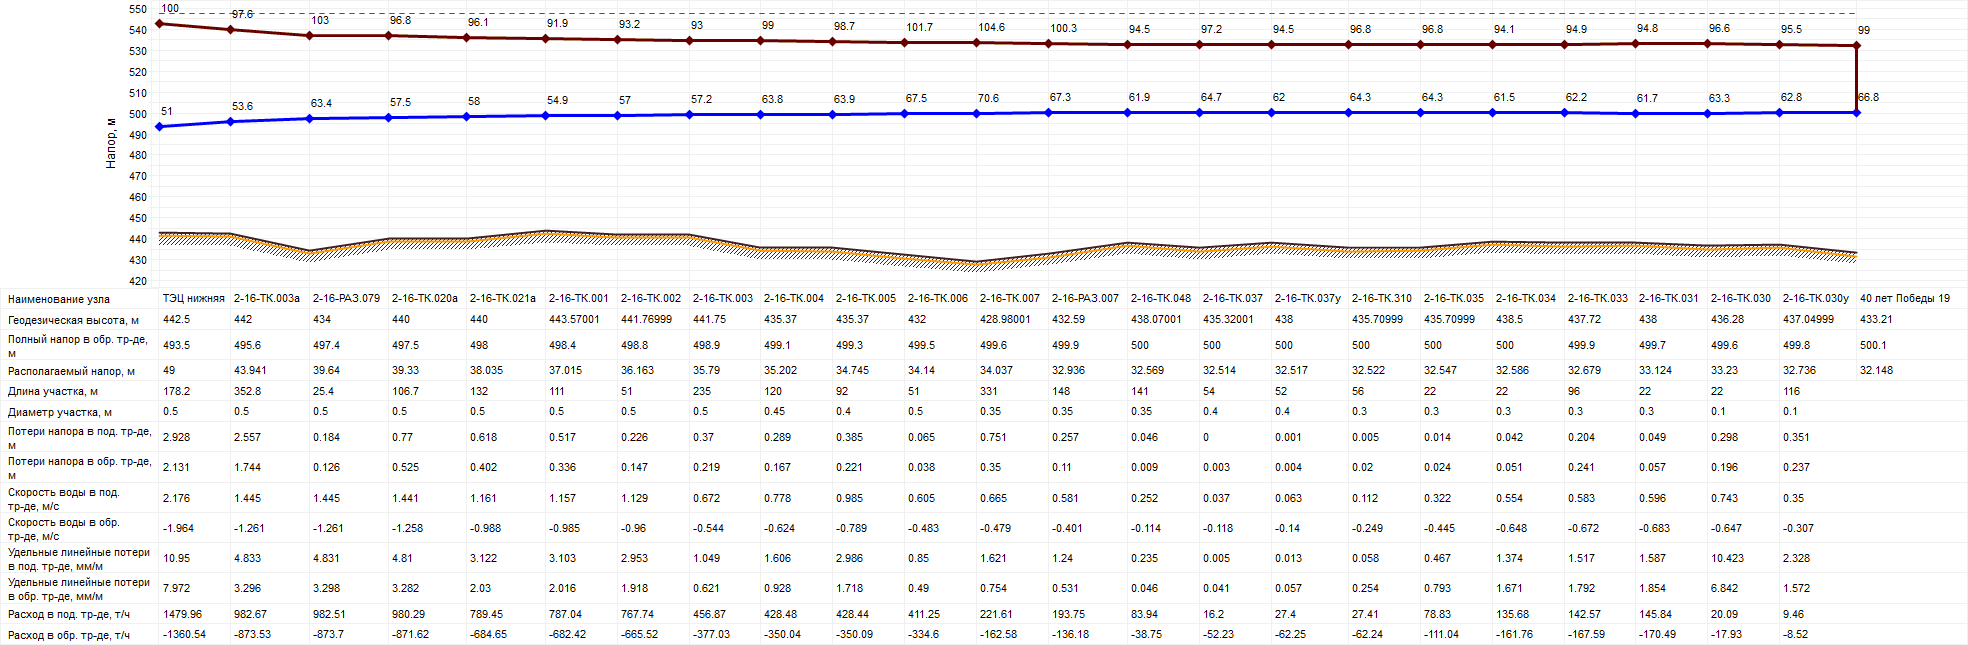 550
540
530
520
510
500
490
480
470
460
450
440
430
420
Напор, м
100 97.6 103 96.8 96.1 91.9 93.2 93 99 98.7 101.7 104.6 100.3 94.5 97.2 94.5 96.8 96.8 94.1 94.9 94.8 96.6 95.5 99
51 53.6 63.4 57.5 58 54.9 57 57.2 63.8 63.9 67.5 70.6 67.3 61.9 64.7 62 64.3 64.3 61.5 62.2 61.7 63.3 62.8 66.8
Наименование узла ТЭЦ нижняя 2-16-ТК.003а 2-16-РАЗ.079 2-16-ТК.020а 2-16-ТК.021а 2-16-ТК.001 2-16-ТК.002 2-16-ТК.003 2-16-ТК.004 2-16-ТК.005 2-16-ТК.006 2-16-ТК.007 2-16-РАЗ.007 2-16-ТК.048 2-16-ТК.037 2-16-ТК.037у 2-16-ТК.310 2-16-ТК.035 2-16-ТК.034 2-16-ТК.033 2-16-ТК.031 2-16-ТК.030 2-16-ТК.030у 40 лет Победы 19
Геодезическая высота, м 442.5 442 434 440 440 443.57001 441.76999 441.75 435.37 435.37 432 428.98001 432.59 438.07001 435.32001 438 435.70999 435.70999 438.5 437.72 438 436.28 437.04999 433.21
Полный напор в обр. тр-де,
м 493.5 495.6 497.4 497.5 498 498.4 498.8 498.9 499.1 499.3 499.5 499.6 499.9 500 500 500 500 500 500 499.9 499.7 499.6 499.8 500.1
Располагаемый напор, м 49 43.941 39.64 39.33 38.035 37.015 36.163 35.79 35.202 34.745 34.14 34.037 32.936 32.569 32.514 32.517 32.522 32.547 32.586 32.679 33.124 33.23 32.736 32.148
Длина участка, м 178.2 352.8 25.4 106.7 132 111 51 235 120 92 51 331 148 141 54 52 56 22 22 96 22 22 116
Диаметр участка, м 0.5 0.5 0.5 0.5 0.5 0.5 0.5 0.5 0.45 0.4 0.5 0.35 0.35 0.35 0.4 0.4 0.3 0.3 0.3 0.3 0.3 0.1 0.1
Потери напора в под. тр-де,
м 2.928 2.557 0.184 0.77 0.618 0.517 0.226 0.37 0.289 0.385 0.065 0.751 0.257 0.046 0 0.001 0.005 0.014 0.042 0.204 0.049 0.298 0.351
Потери напора в обр. тр-де,
м 2.131 1.744 0.126 0.525 0.402 0.336 0.147 0.219 0.167 0.221 0.038 0.35 0.11 0.009 0.003 0.004 0.02 0.024 0.051 0.241 0.057 0.196 0.237
Скорость воды в под.
тр-де, м/с 2.176 1.445 1.445 1.441 1.161 1.157 1.129 0.672 0.778 0.985 0.605 0.665 0.581 0.252 0.037 0.063 0.112 0.322 0.554 0.583 0.596 0.743 0.35
Скорость воды в обр.
тр-де, м/с -1.964 -1.261 -1.261 -1.258 -0.988 -0.985 -0.96 -0.544 -0.624 -0.789 -0.483 -0.479 -0.401 -0.114 -0.118 -0.14 -0.249 -0.445 -0.648 -0.672 -0.683 -0.647 -0.307
Удельные линейные потери
в под. тр-де, мм/м 10.95 4.833 4.831 4.81 3.122 3.103 2.953 1.049 1.606 2.986 0.85 1.621 1.24 0.235 0.005 0.013 0.058 0.467 1.374 1.517 1.587 10.423 2.328
Удельные линейные потери
в обр. тр-де, мм/м 7.972 3.296 3.298 3.282 2.03 2.016 1.918 0.621 0.928 1.718 0.49 0.754 0.531 0.046 0.041 0.057 0.254 0.793 1.671 1.792 1.854 6.842 1.572
Расход в под. тр-де, т/ч 1479.96 982.67 982.51 980.29 789.45 787.04 767.74 456.87 428.48 428.44 411.25 221.61 193.75 83.94 16.2 27.4 27.41 78.83 135.68 142.57 145.84 20.09 9.46
Расход в обр. тр-де, т/ч -1360.54 -873.53 -873.7 -871.62 -684.65 -682.42 -665.52 -377.03 -350.04 -350.09 -334.6 -162.58 -136.18 -38.75 -52.23 -62.25 -62.24 -111.04 -161.76 -167.59 -170.49 -17.93 -8.52